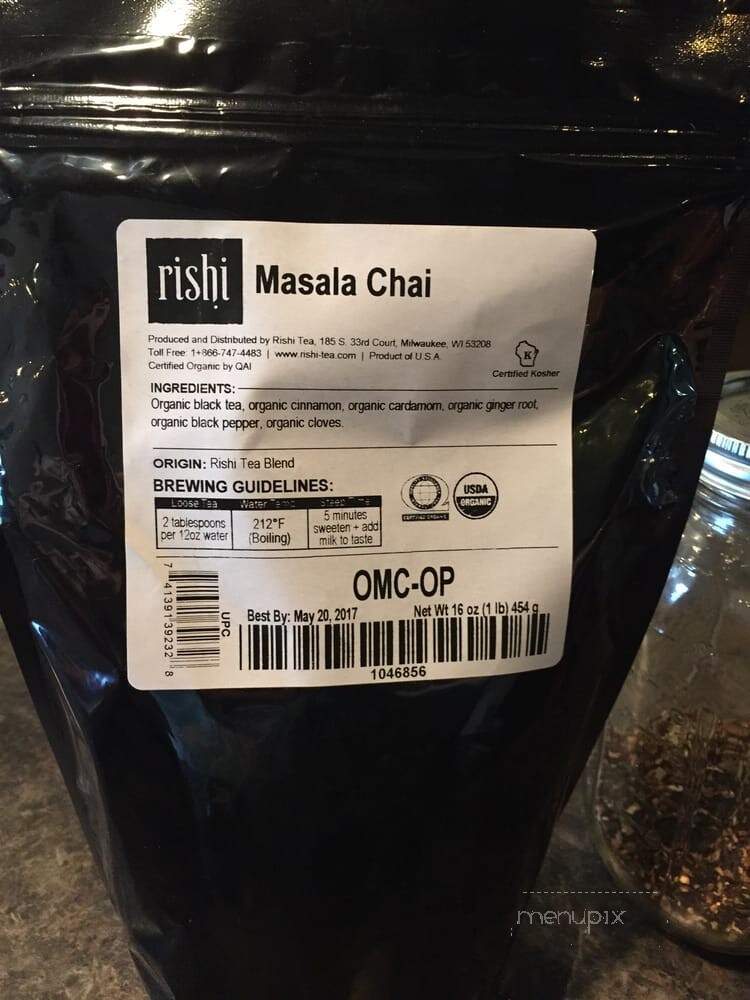 rishi Masala Chai
Produced and Distributed by Rishi Tea, 185 S. 33rd Court, Milwaukee, WI 53208
Toll Free: 1+866-747-4483 | www.rishi-tea.com | Product of U.S.A.
Certified Organic by QAI
K
Certified Kosher
INGREDIENTS:
Organic black tea, organic cinnamon, organic cardamom, organic ginger root,
organic black pepper, organic cloves.
ORIGIN: Rishi Tea Blend
BREWING GUIDELINES:
Loose Tea Water Temp Steep Time
2 tablespoons per 12oz water
212°F (Boiling)
5 minutes sweeten + add milk to taste
CERTIFIED ORGANIC
USDA
ORGANIC
OMC-OP
Best By: May 20, 2017 Net Wt 16 oz (1 lb) 454 g
1046856
7 41391 39232 8
UPC
menupix